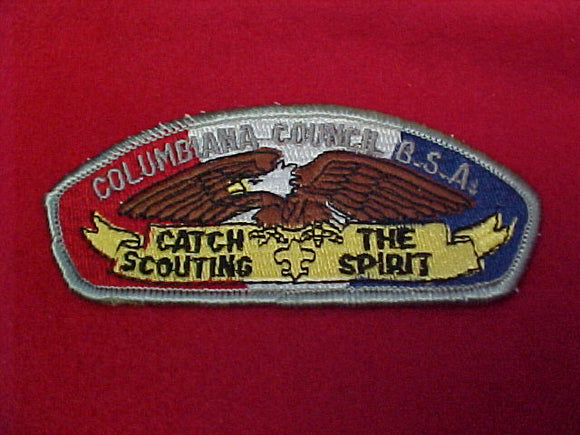 COLUMBIANA COUNCIL B.S.A.
CATCH THE
SCOUTING SPIRIT